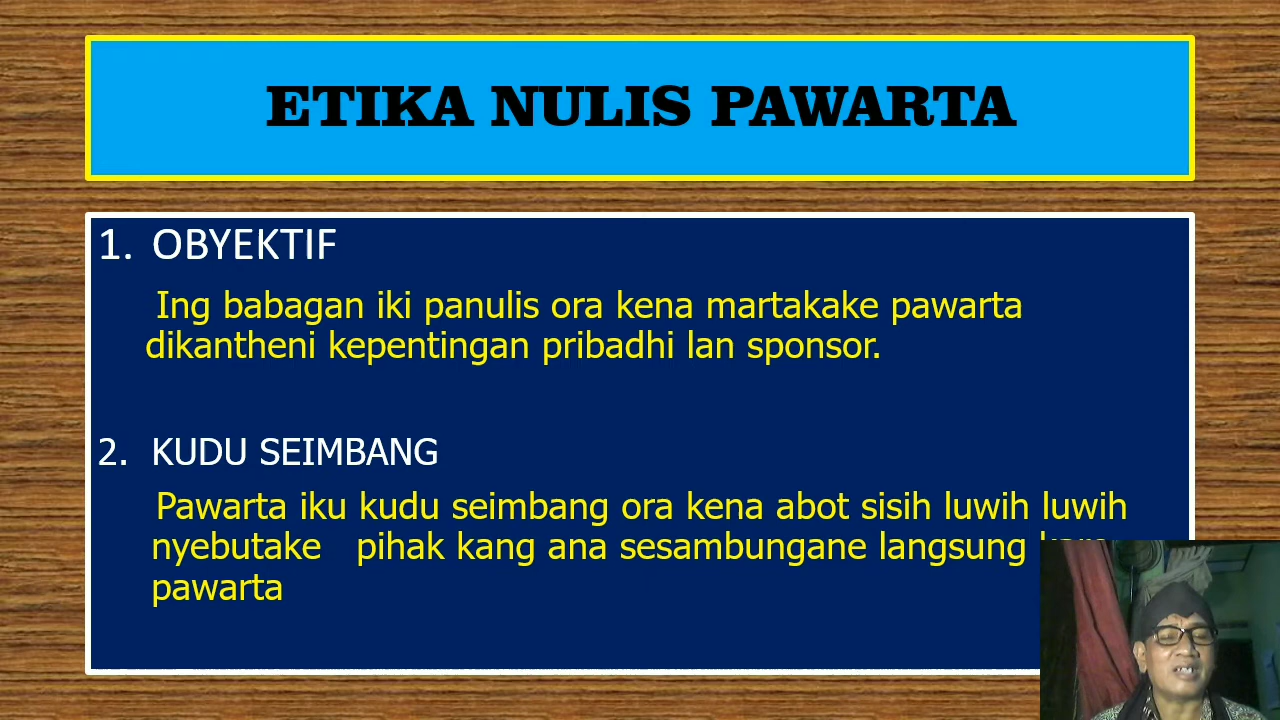 ETIKA NULIS PAWARTA
1. OBYEKTIF
Ing babagan iki panulis ora kena martakake pawarta
dikantheni kepentingan pribadhi lan sponsor.
2. KUDU SEIMBANG
Pawarta iku kudu seimbang ora kena abot sisih luwih luwih
nyebutake pihak kang ana sesambungane langsung
pawarta